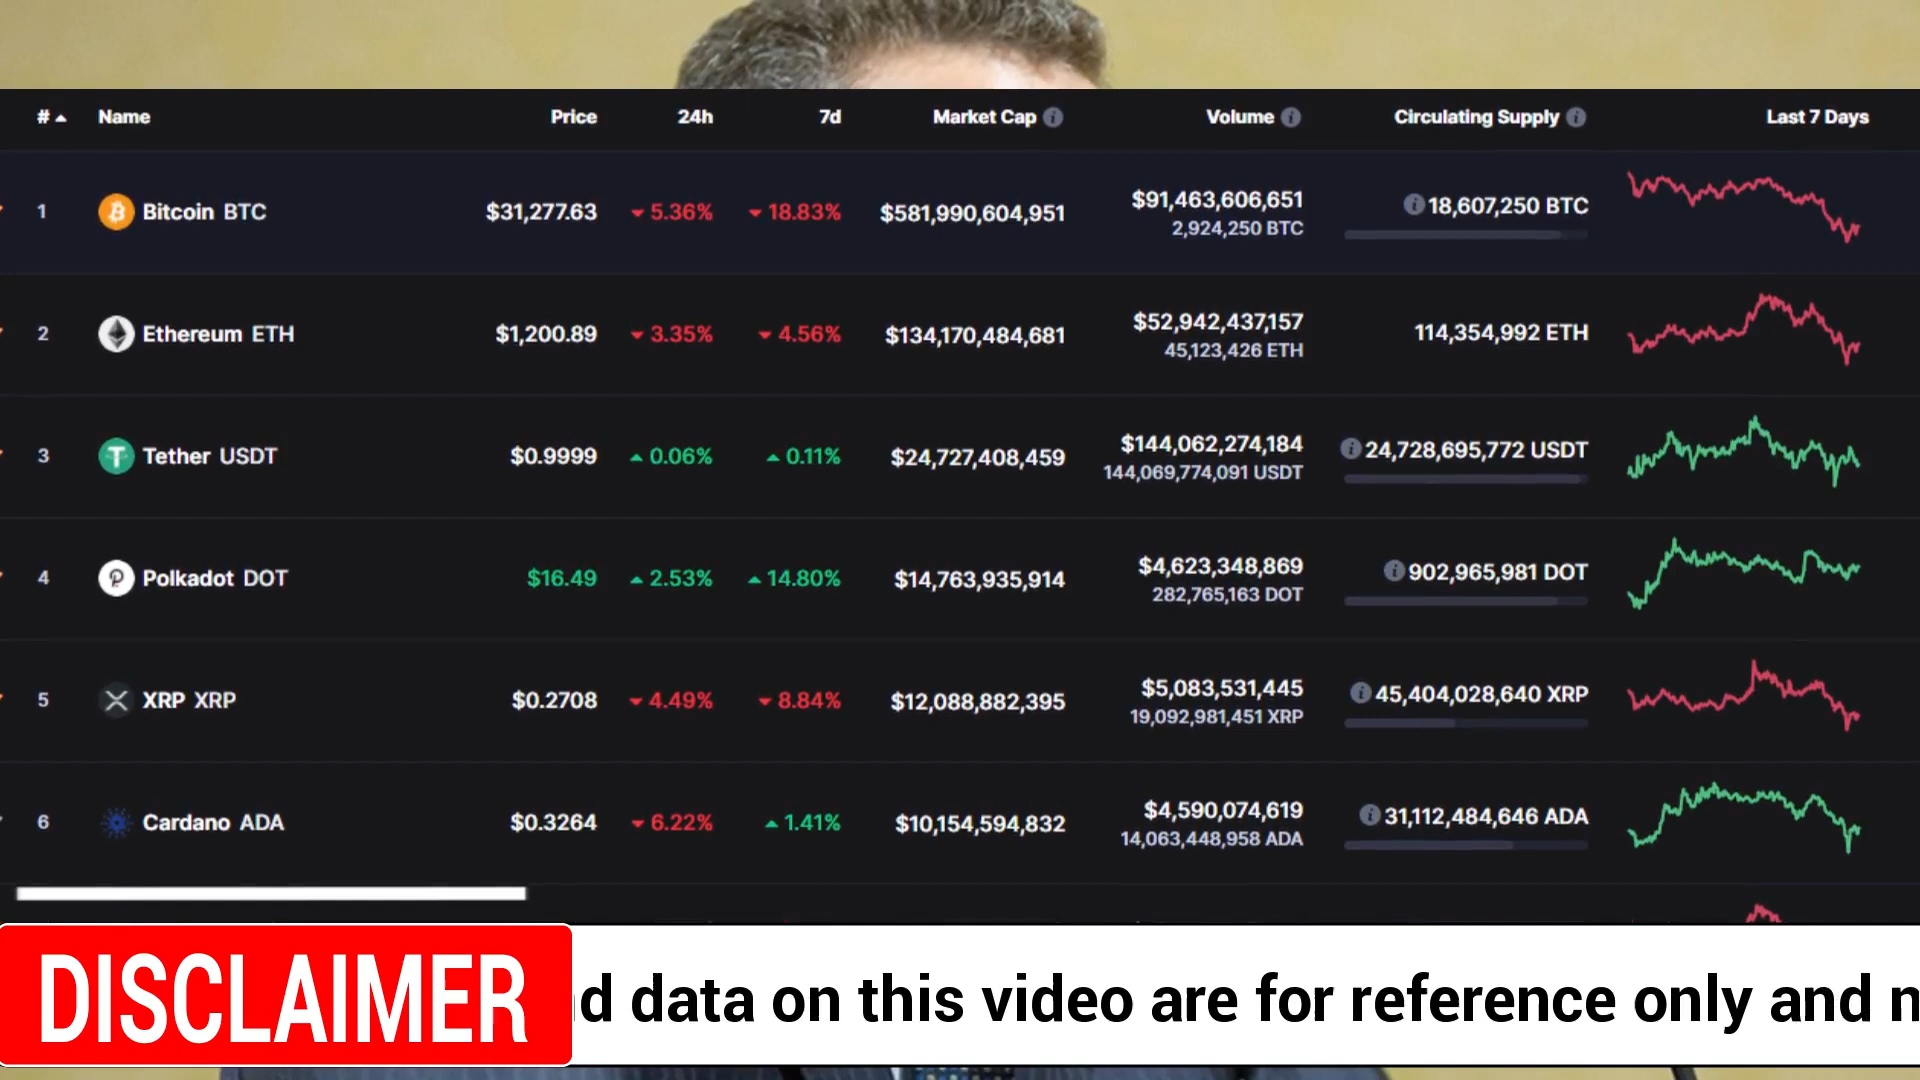 # Name Price 24h 7d Market Cap Volume Circulating Supply Last 7 Days
1 Bitcoin BTC $31,277.63 5.36% 18.83% $581,990,604,951 $91,463,606,651 18,607,250 BTC
2,924,250 BTC
2 Ethereum ETH $1,200.89 3.35% 4.56% $134,170,484,681 $52,942,437,157 114,354,992 ETH
45,123,426 ETH
3 Tether USDT $0.9999 0.06% 0.11% $24,727,408,459 $144,062,274,184 24,728,695,772 USDT
144,069,774,091 USDT
4 Polkadot DOT $16.49 2.53% 14.80% $14,763,935,914 $4,623,348,869 902,965,981 DOT
282,765,163 DOT
5 XRP XRP $0.2708 4.49% 8.84% $12,088,882,395 $5,083,531,445 45,404,028,640 XRP
19,092,981,451 XRP
6 Cardano ADA $0.3264 6.22% 1.41% $10,154,594,832 $4,590,074,619 31,112,484,646 ADA
14,063,448,958 ADA
DISCLAIMER d data on this video are for reference only and n